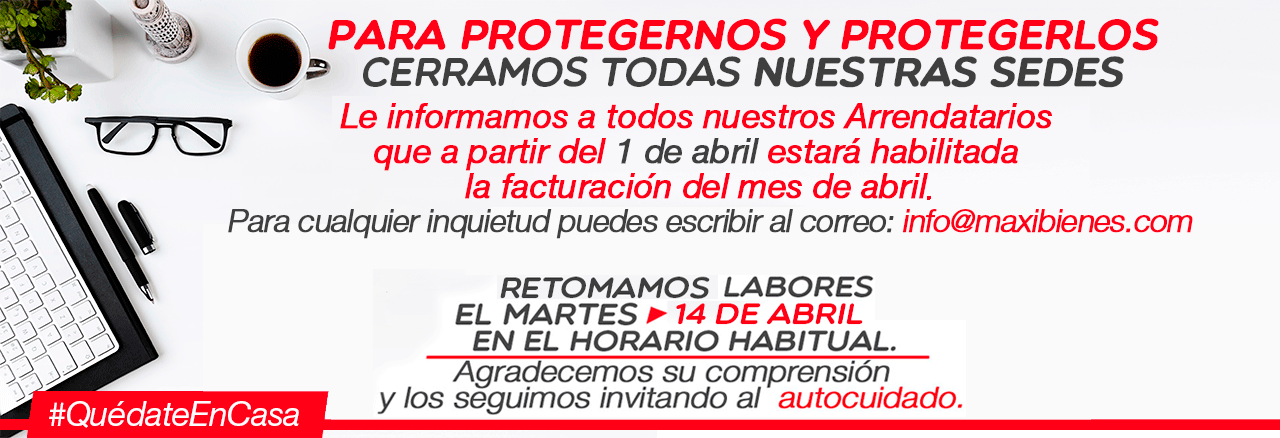 PARA PROTEGERNOS Y PROTEGERLOS
CERRAMOS TODAS NUESTRAS SEDES
Le informamos a todos nuestros Arrendatarios
que a partir del 1 de abril estará habilitada
la facturación del mes de abril.
Para cualquier inquietud puedes escribir al correo: info@maxibienes.com
RETOMAMOS LABORES
EL MARTES ▶ 14 DE ABRIL
EN EL HORARIO HABITUAL.
Agradecemos su comprensión
y los seguimos invitando al autocuidado.
#QuédateEnCasa